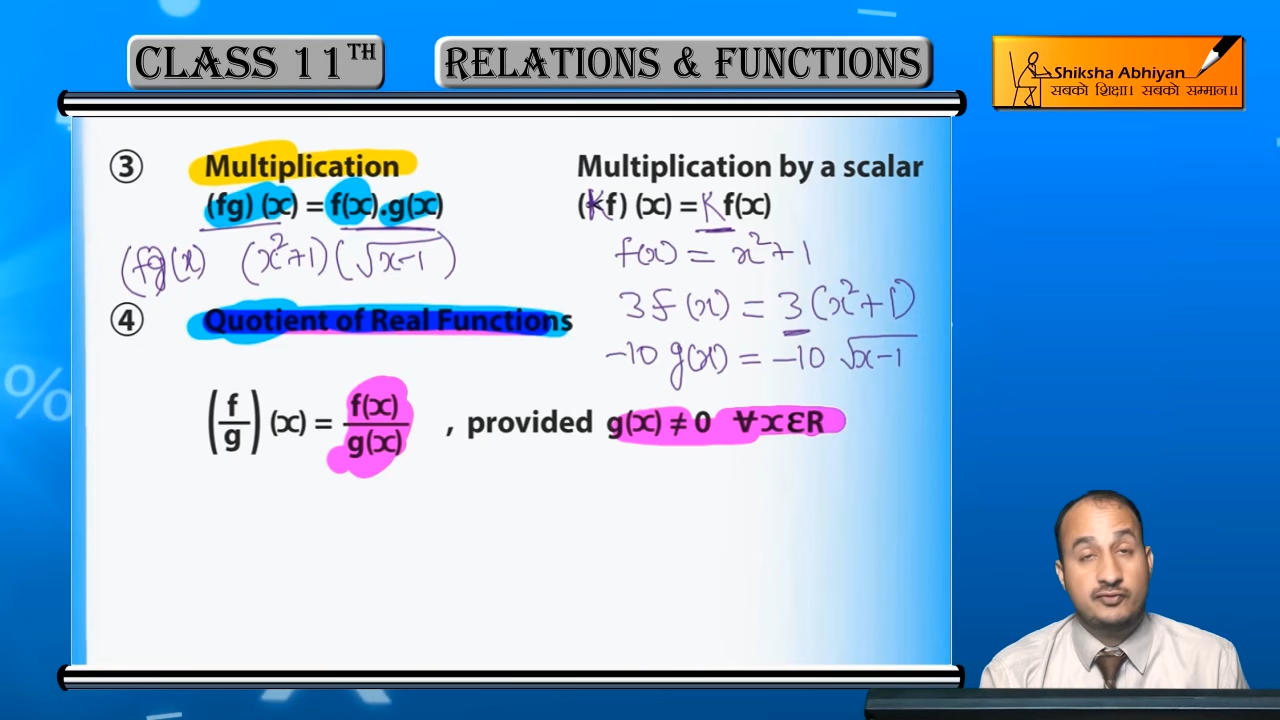 CLASS 11TH
RELATIONS & FUNCTIONS
Shiksha Abhiyan
सबको शिक्षा। सबको सम्मान॥
③ Multiplication
(fg) (x) = f(x).g(x)
(fg)(x) (x²+1)(√x-1)
Multiplication by a scalar
(Kf) (x) = K f(x)
f(x) = x²+1
3f(x) = 3(x²+1)
-10 g(x) = -10 √x-1
④ Quotient of Real Functions
(f/g) (x) = f(x)/g(x) , provided g(x) ≠ 0 ∀xƐR
%